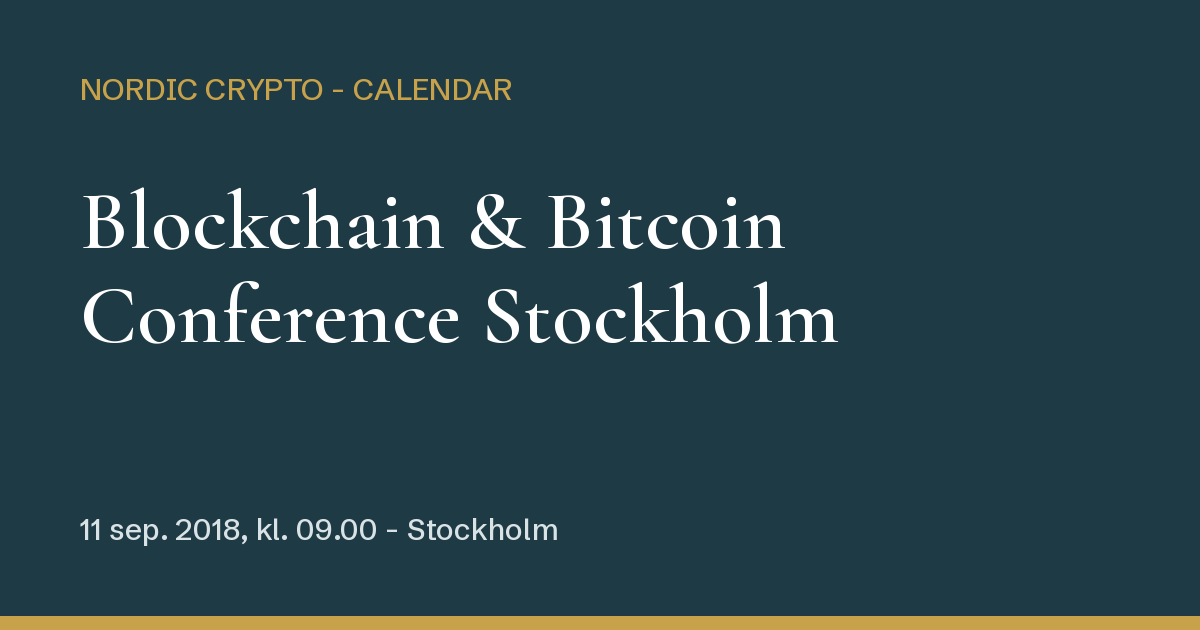 NORDIC CRYPTO - CALENDAR
Blockchain & Bitcoin
Conference Stockholm
11 sep. 2018, kl. 09.00 - Stockholm